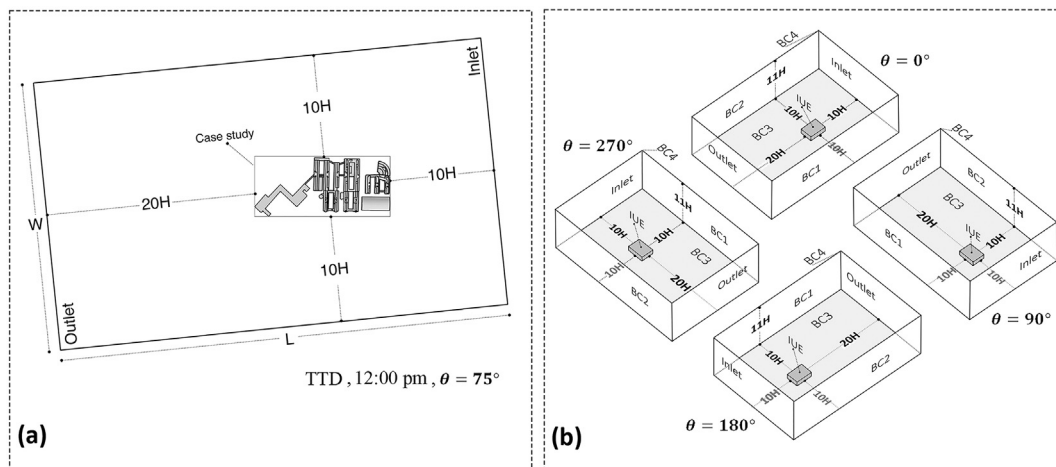 Inlet
10H
Case study
10H
20H
W
10H
Outlet
L
TTD , 12:00 pm , θ = 75°
(a)
BC4
θ = 0°
11H
Inlet
BC2
IUE
10H
10H
BC3
Outlet
20H
10H
BC1
θ = 270°
BC4
Inlet
11H
IUE
BC1
10H
10H
BC3
10H
20H
Outlet
BC2
BC4
Outlet
BC2
BC3
11H
20H
IUE
BC1
10H
10H
10H
Inlet
θ = 90°
BC4
BC1
Outlet
11H
BC3
IUE
10H
20H
Inlet
BC2
10H
10H
θ = 180°
(b)